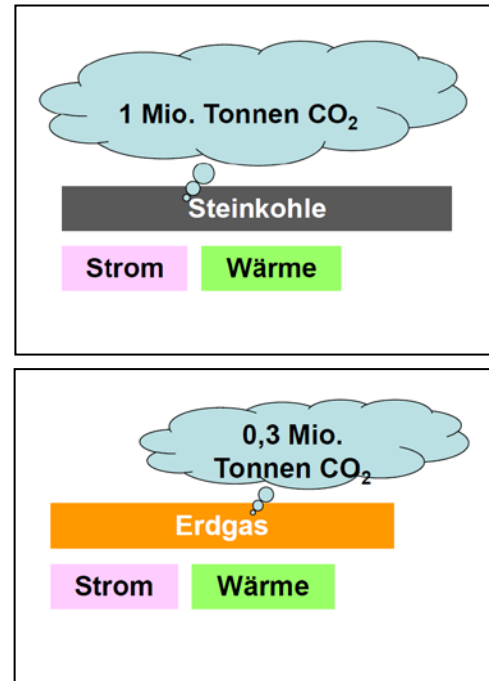 1 Mio. Tonnen CO₂
Steinkohle
Strom Wärme
0,3 Mio.
Tonnen CO₂
Erdgas
Strom Wärme